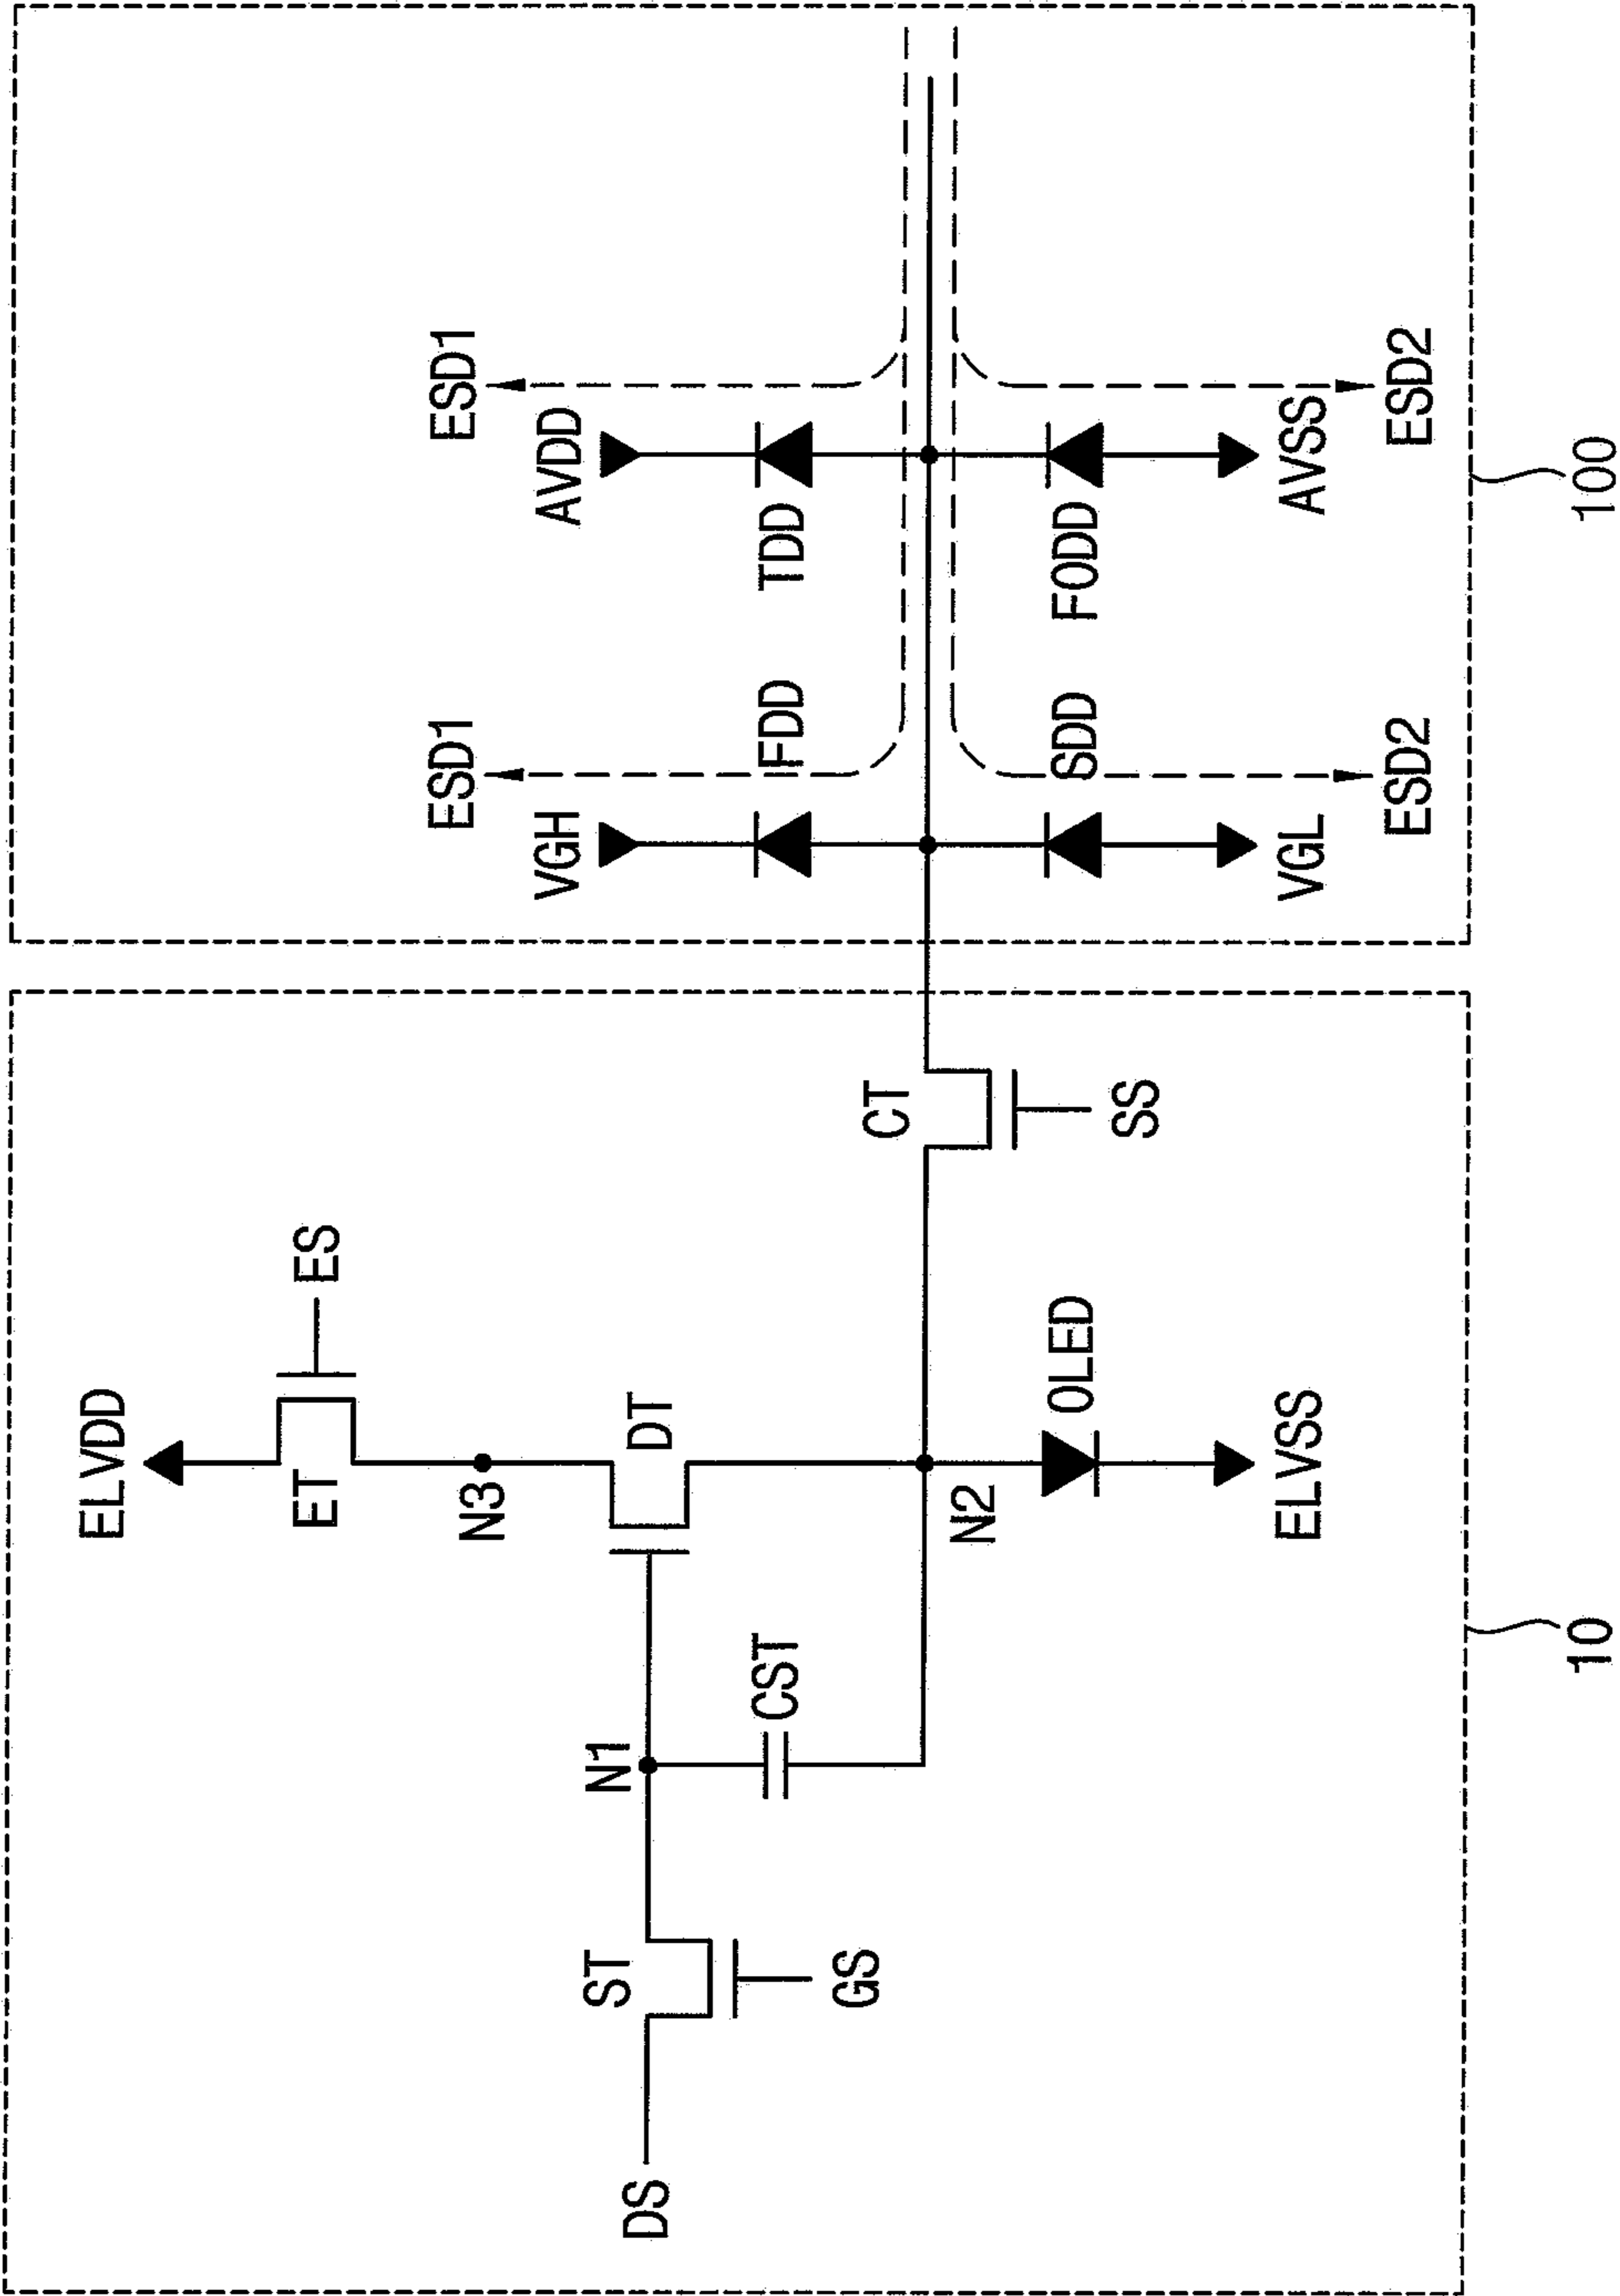 ELVDD
ET
ES
N3
DT
N1
CST
ST
GS
DS
N2
OLED
ELVSS
CT
SS
10
ESD1
VGH
FDD
SDD
VGL
ESD2
ESD1
AVDD
TDD
FODD
AVSS
ESD2
100